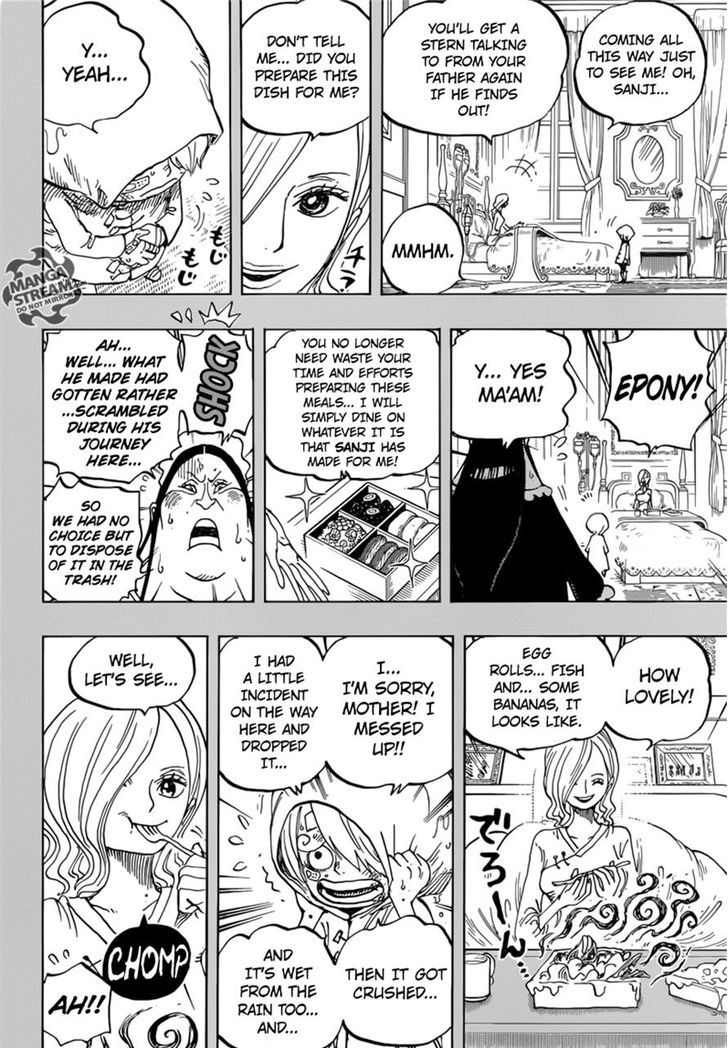 COMING ALL
THIS WAY JUST
TO SEE ME! OH,
SANJI...
YOU'LL GET A
STERN TALKING
TO FROM YOUR
FATHER AGAIN
IF HE FINDS
OUT!
MMHM.
DON'T TELL
ME... DID YOU
PREPARE THIS
DISH FOR ME?
チラ
Y...
YEAH...
もじ
もじ
MANGA
STREAM
DO NOT MIRROR
EPONY!
Y... YES
MA'AM!
YOU NO LONGER
NEED WASTE YOUR
TIME AND EFFORTS
PREPARING THESE
MEALS... I WILL
SIMPLY DINE ON
WHATEVER IT IS
THAT SANJI HAS
MADE FOR ME!
SHOCK
AH...
WELL... WHAT
HE MADE HAD
GOTTEN RATHER
...SCRAMBLED
DURING HIS
JOURNEY
HERE...
SO
WE HAD NO
CHOICE BUT
TO DISPOSE
OF IT IN THE
TRASH!
HOW
LOVELY!
EGG
ROLLS... FISH
AND... SOME
BANANAS, IT
LOOKS LIKE.
でろーん…
I...
I'M SORRY,
MOTHER! I
MESSED
UP!!
I HAD
A LITTLE
INCIDENT
ON THE WAY
HERE AND
DROPPED
IT...
THEN IT GOT
CRUSHED...
AND
IT'S WET
FROM THE
RAIN TOO...
AND...
WELL,
LET'S SEE...
CHOMP
AH!!